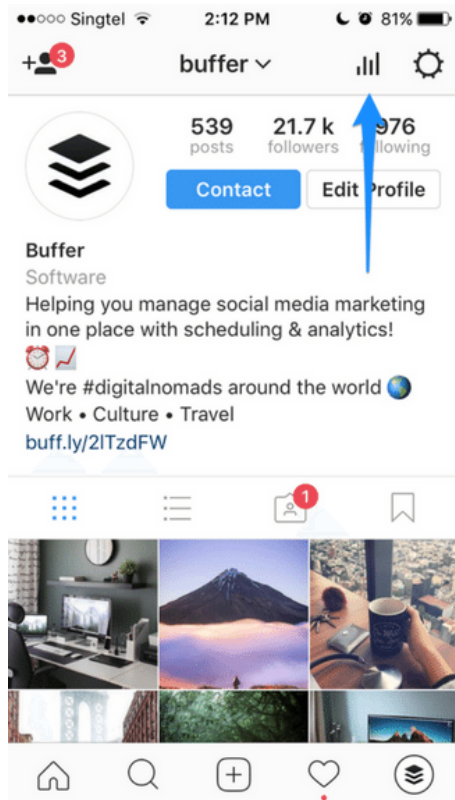 Singtel 2:12 PM 81%
3
buffer
539 21.7 k 976
posts followers following
Contact Edit Profile
Buffer
Software
Helping you manage social media marketing
in one place with scheduling & analytics!
We're #digitalnomads around the world
Work • Culture • Travel
buff.ly/2lTzdFW
1